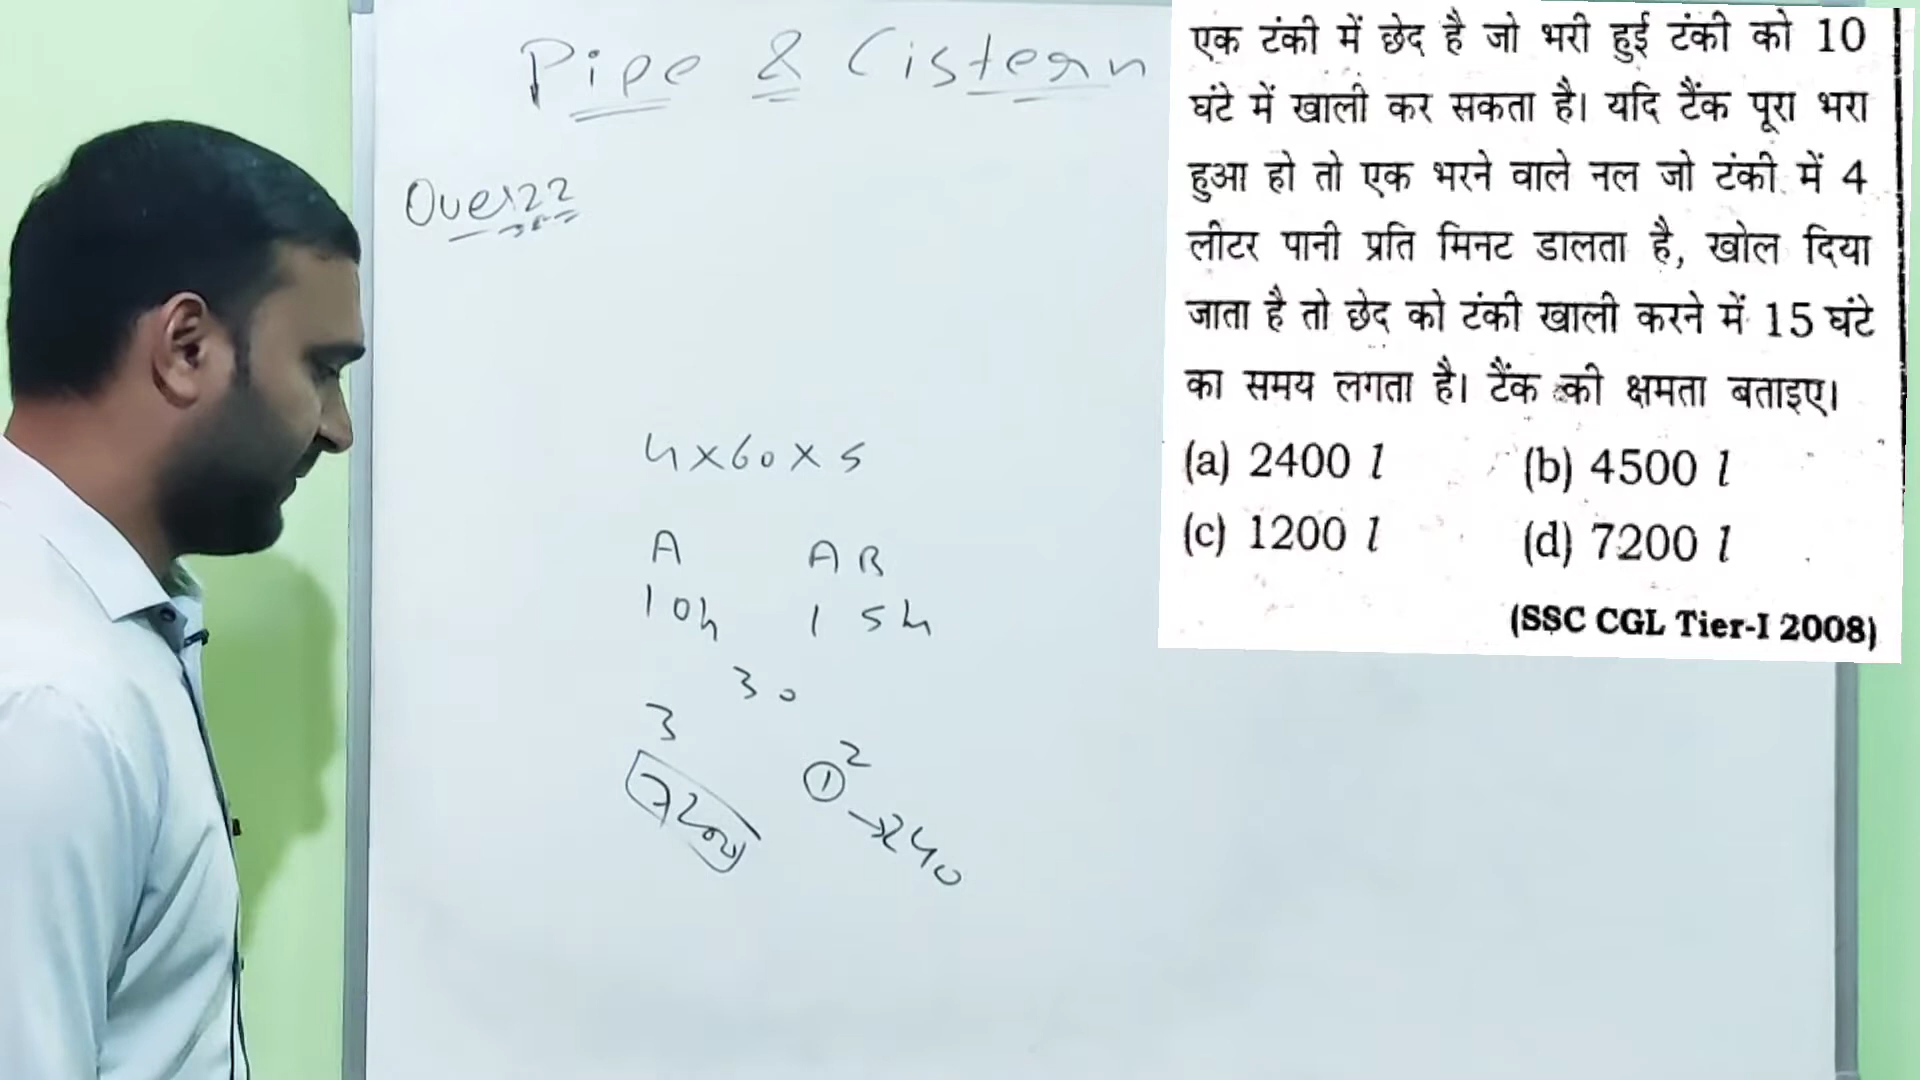 Pipe & Cistern
एक टंकी में छेद है जो भरी हुई टंकी को 10
घंटे में खाली कर सकता है। यदि टैंक पूरा भरा
हुआ हो तो एक भरने वाले नल जो टंकी में 4
लीटर पानी प्रति मिनट डालता है, खोल दिया
जाता है तो छेद को टंकी खाली करने में 15 घंटे
का समय लगता है। टैंक की क्षमता बताइए।
(a) 2400 l (b) 4500 l
(c) 1200 l (d) 7200 l
(SSC CGL Tier-I 2008)
4×60×5
A A B
10h 15h
30
3 2
7200 1 →240